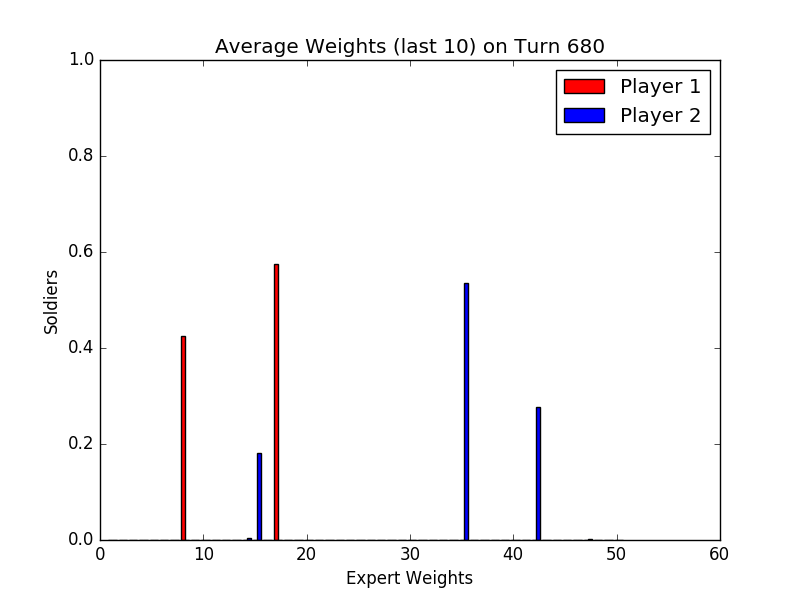 Average Weights (last 10) on Turn 680
1.0
0.8
0.6
0.4
0.2
0.0
Soldiers
Player 1
Player 2
0 10 20 30 40 50 60
Expert Weights